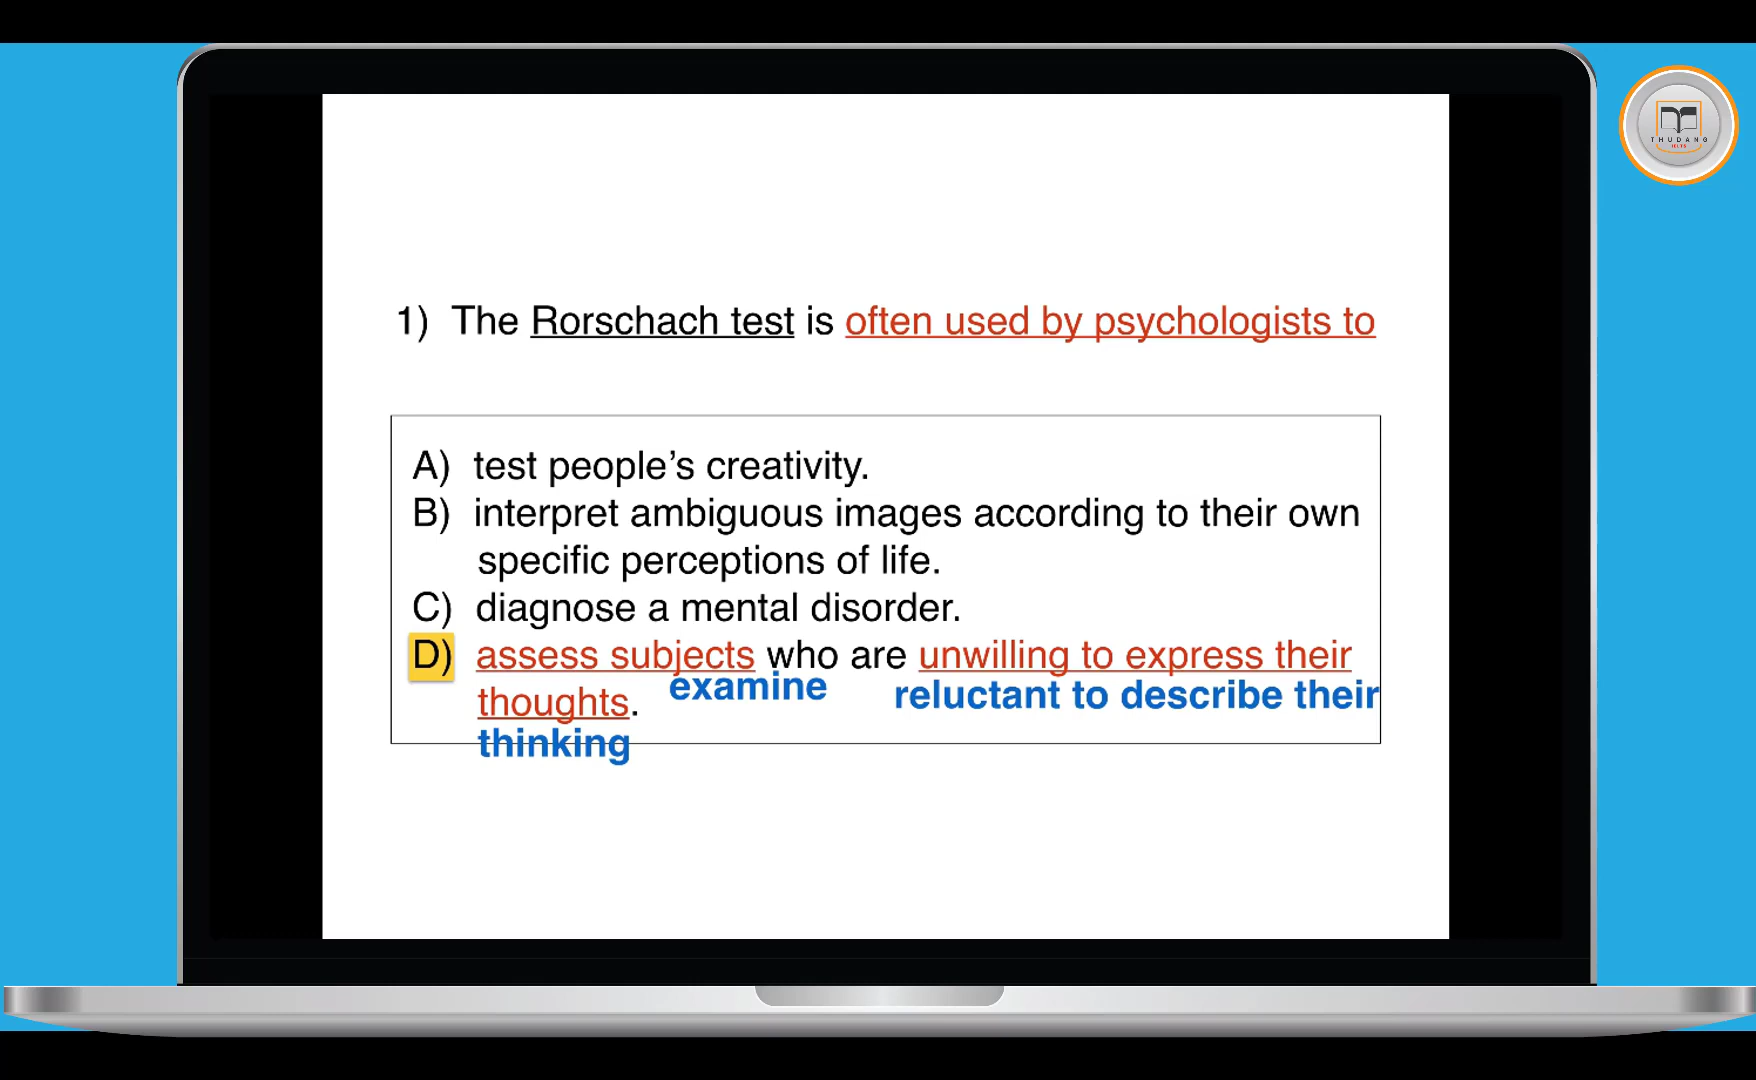 THUDANG
IELTS
1) The Rorschach test is often used by psychologists to
A) test people’s creativity.
B) interpret ambiguous images according to their own
specific perceptions of life.
C) diagnose a mental disorder.
D) assess subjects who are unwilling to express their
examine reluctant to describe their
thoughts.
thinking